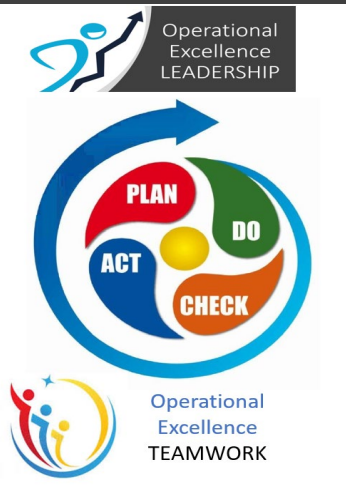 Operational
Excellence
LEADERSHIP
PLAN
DO
ACT
CHECK
Operational
Excellence
TEAMWORK